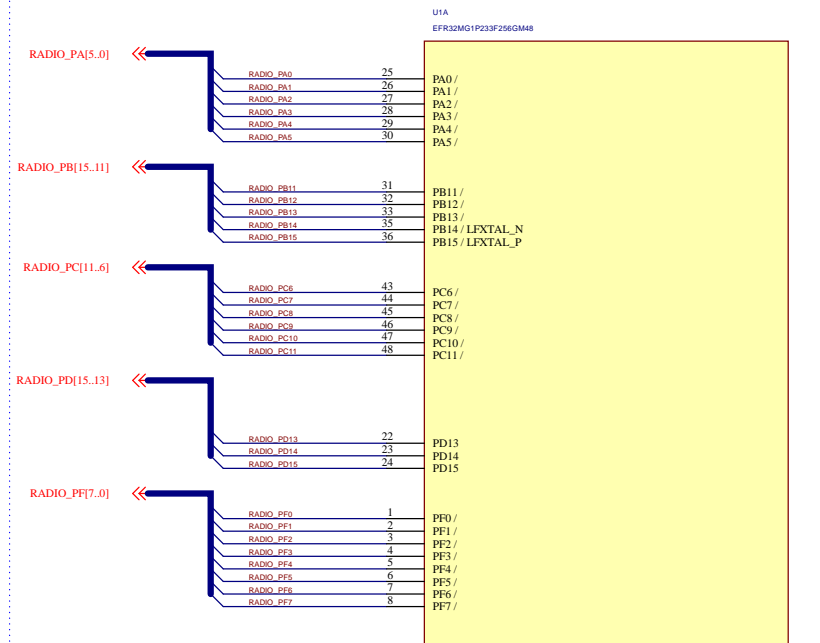 U1A
EFR32MG1P233F256GM48
RADIO_PA[5..0]
RADIO_PA0 25 PA0 /
RADIO_PA1 26 PA1 /
RADIO_PA2 27 PA2 /
RADIO_PA3 28 PA3 /
RADIO_PA4 29 PA4 /
RADIO_PA5 30 PA5 /
RADIO_PB[15..11]
RADIO_PB11 31 PB11 /
RADIO_PB12 32 PB12 /
RADIO_PB13 33 PB13 /
RADIO_PB14 35 PB14 / LFXTAL_N
RADIO_PB15 36 PB15 / LFXTAL_P
RADIO_PC[11..6]
RADIO_PC6 43 PC6 /
RADIO_PC7 44 PC7 /
RADIO_PC8 45 PC8 /
RADIO_PC9 46 PC9 /
RADIO_PC10 47 PC10 /
RADIO_PC11 48 PC11 /
RADIO_PD[15..13]
RADIO_PD13 22 PD13
RADIO_PD14 23 PD14
RADIO_PD15 24 PD15
RADIO_PF[7..0]
RADIO_PF0 1 PF0 /
RADIO_PF1 2 PF1 /
RADIO_PF2 3 PF2 /
RADIO_PF3 4 PF3 /
RADIO_PF4 5 PF4 /
RADIO_PF5 6 PF5 /
RADIO_PF6 7 PF6 /
RADIO_PF7 8 PF7 /